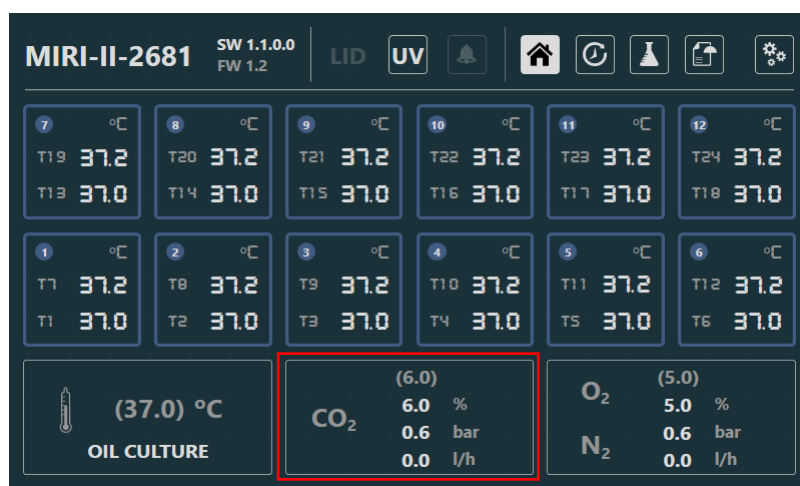 MIRI-II-2681 SW 1.1.0.0 LID UV
FW 1.2
7 °C 8 °C 9 °C 10 °C 11 °C 12 °C
T19 37.2 T20 37.2 T21 37.2 T22 37.2 T23 37.2 T24 37.2
T13 37.0 T14 37.0 T15 37.0 T16 37.0 T17 37.0 T18 37.0
1 °C 2 °C 3 °C 4 °C 5 °C 6 °C
T7 37.2 T8 37.2 T9 37.2 T10 37.2 T11 37.2 T12 37.2
T1 37.0 T2 37.0 T3 37.0 T4 37.0 T5 37.0 T6 37.0
(37.0) °C
OIL CULTURE
CO₂
(6.0)
6.0 %
0.6 bar
0.0 l/h
O₂
N₂
(5.0)
5.0 %
0.6 bar
0.0 l/h